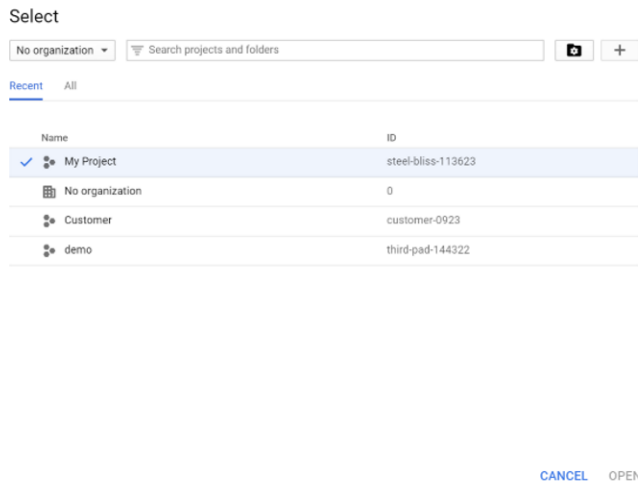 Select
No organization Search projects and folders
Recent All
Name ID
My Project steel-bliss-113623
No organization 0
Customer customer-0923
demo third-pad-144322
CANCEL OPEN